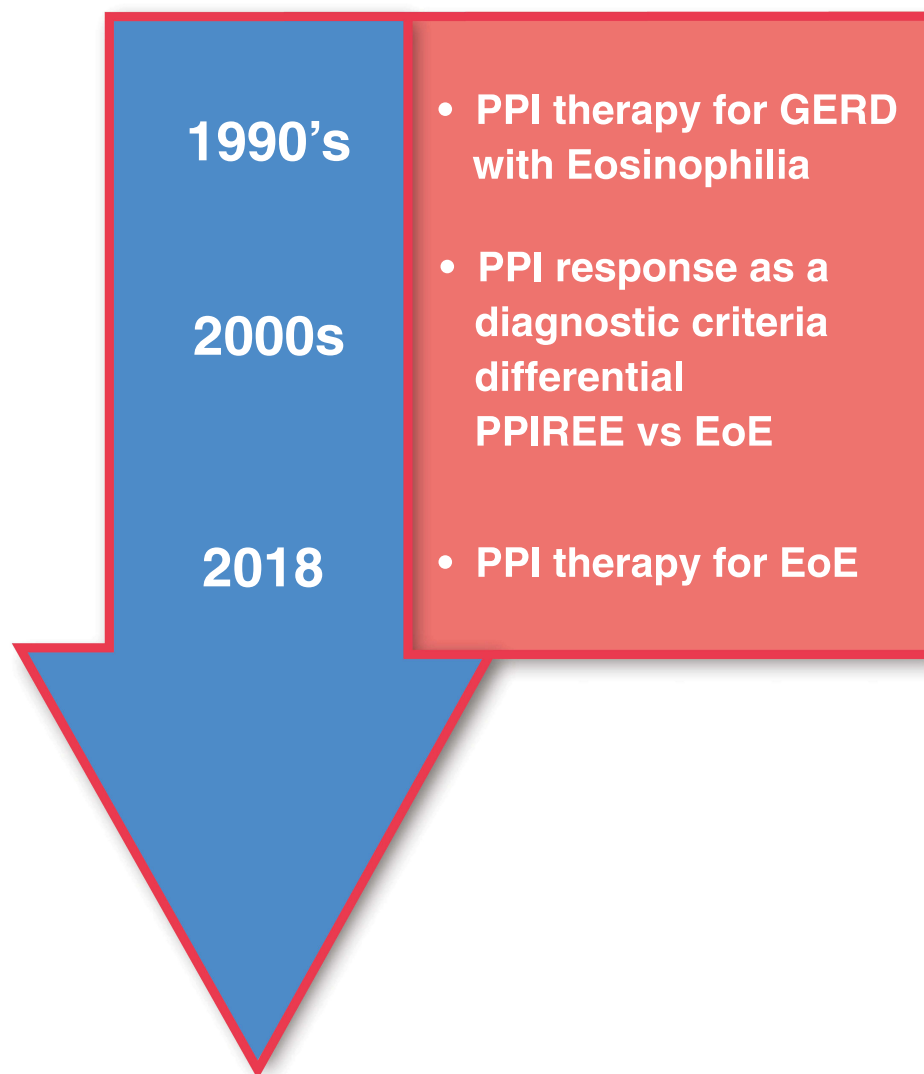 1990's
• PPI therapy for GERD
with Eosinophilia
2000s
• PPI response as a
diagnostic criteria
differential
PPIREE vs EoE
2018
• PPI therapy for EoE